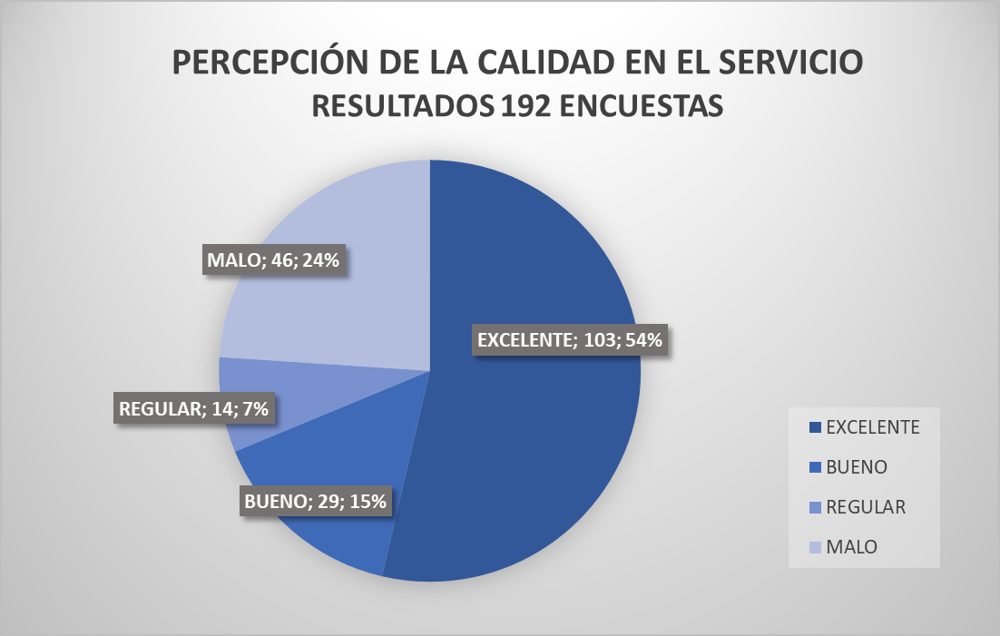 PERCEPCIÓN DE LA CALIDAD EN EL SERVICIO
RESULTADOS 192 ENCUESTAS
MALO; 46; 24%
EXCELENTE; 103; 54%
REGULAR; 14; 7%
BUENO; 29; 15%
EXCELENTE
BUENO
REGULAR
MALO